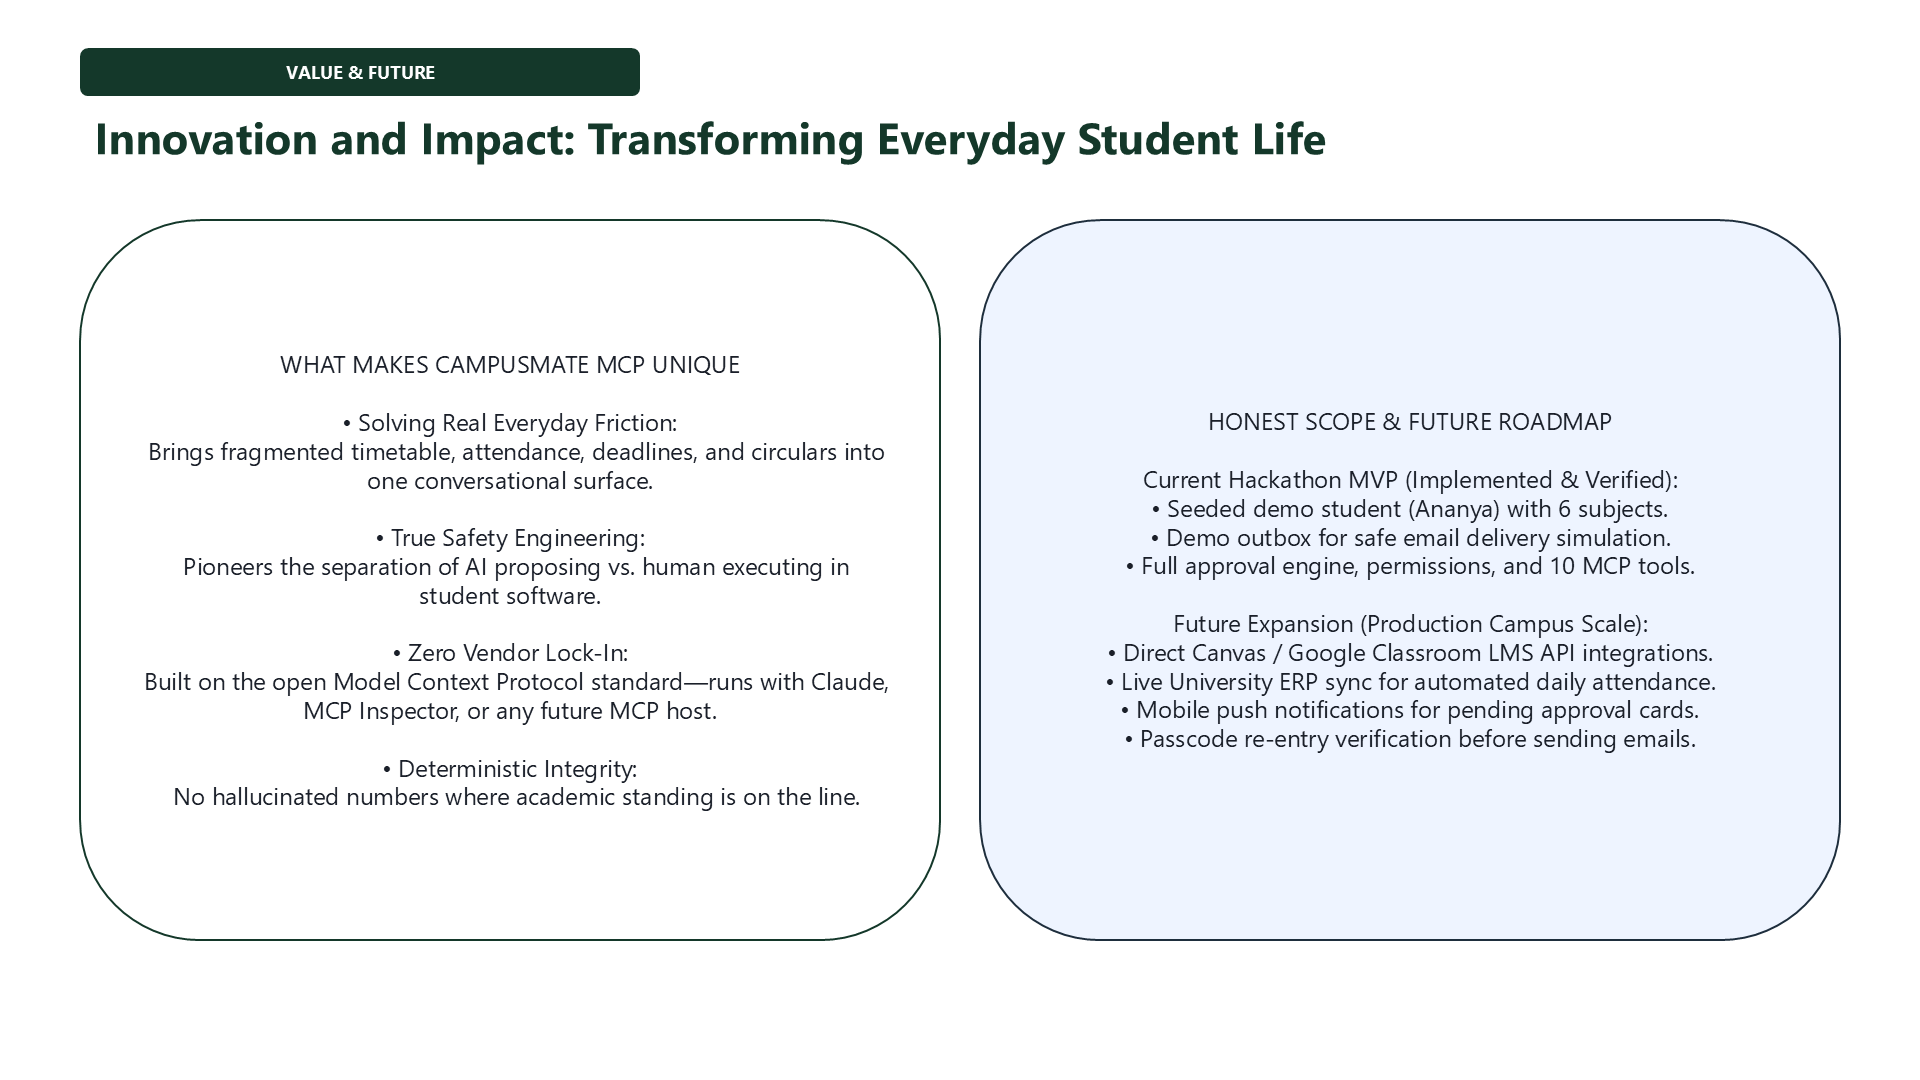 VALUE & FUTURE
Innovation and Impact: Transforming Everyday Student Life
WHAT MAKES CAMPUSMATE MCP UNIQUE
• Solving Real Everyday Friction:
Brings fragmented timetable, attendance, deadlines, and circulars into
one conversational surface.
• True Safety Engineering:
Pioneers the separation of AI proposing vs. human executing in
student software.
• Zero Vendor Lock-In:
Built on the open Model Context Protocol standard—runs with Claude,
MCP Inspector, or any future MCP host.
• Deterministic Integrity:
No hallucinated numbers where academic standing is on the line.
HONEST SCOPE & FUTURE ROADMAP
Current Hackathon MVP (Implemented & Verified):
• Seeded demo student (Ananya) with 6 subjects.
• Demo outbox for safe email delivery simulation.
• Full approval engine, permissions, and 10 MCP tools.
Future Expansion (Production Campus Scale):
• Direct Canvas / Google Classroom LMS API integrations.
• Live University ERP sync for automated daily attendance.
• Mobile push notifications for pending approval cards.
• Passcode re-entry verification before sending emails.